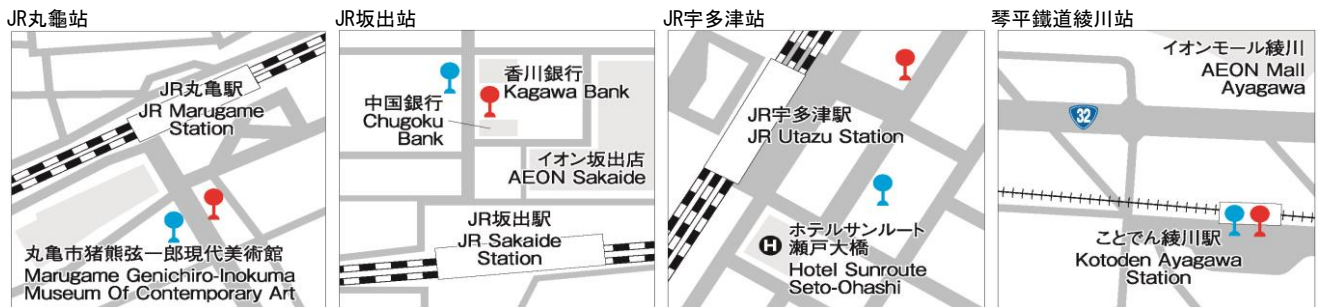 JR丸龜站
JR丸亀駅
JR Marugame
Station
丸亀市猪熊弦一郎現代美術館
Marugame Genichiro-Inokuma
Museum Of Contemporary Art
JR坂出站
香川銀行
Kagawa Bank
中国銀行
Chugoku
Bank
イオン坂出店
AEON Sakaide
JR坂出駅
JR Sakaide
Station
JR宇多津站
JR宇多津駅
JR Utazu Station
H
ホテルサンルート
瀬戸大橋
Hotel Sunroute
Seto-Ohashi
琴平鐵道綾川站
イオンモール綾川
AEON Mall
Ayagawa
32
ことでん綾川駅
Kotoden Ayagawa
Station